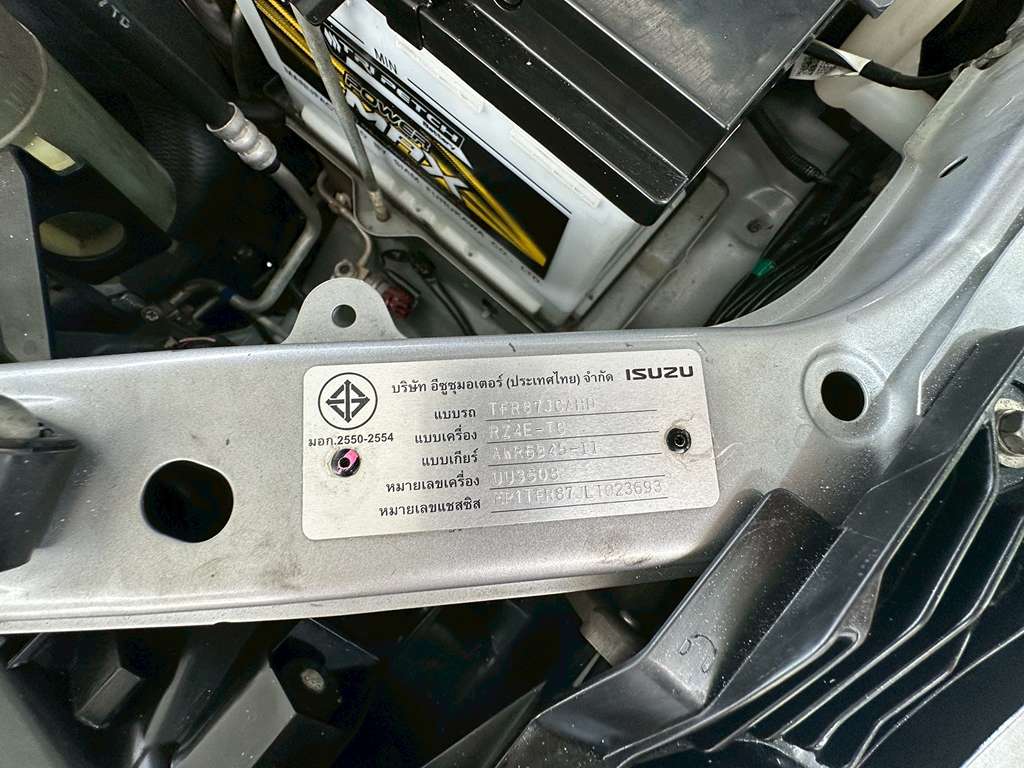 MIN
TRI PETCH
POWER
MAX
บริษัท อีซูซุมอเตอร์ (ประเทศไทย) จำกัด ISUZU
แบบรถ TFR87JCAHD
มอก.2550-2554 แบบเครื่อง RZ4E-TC
แบบเกียร์ AWR6B45-II
หมายเลขเครื่อง UU3608
หมายเลขแชสซิส MP1TFR87JLT023693